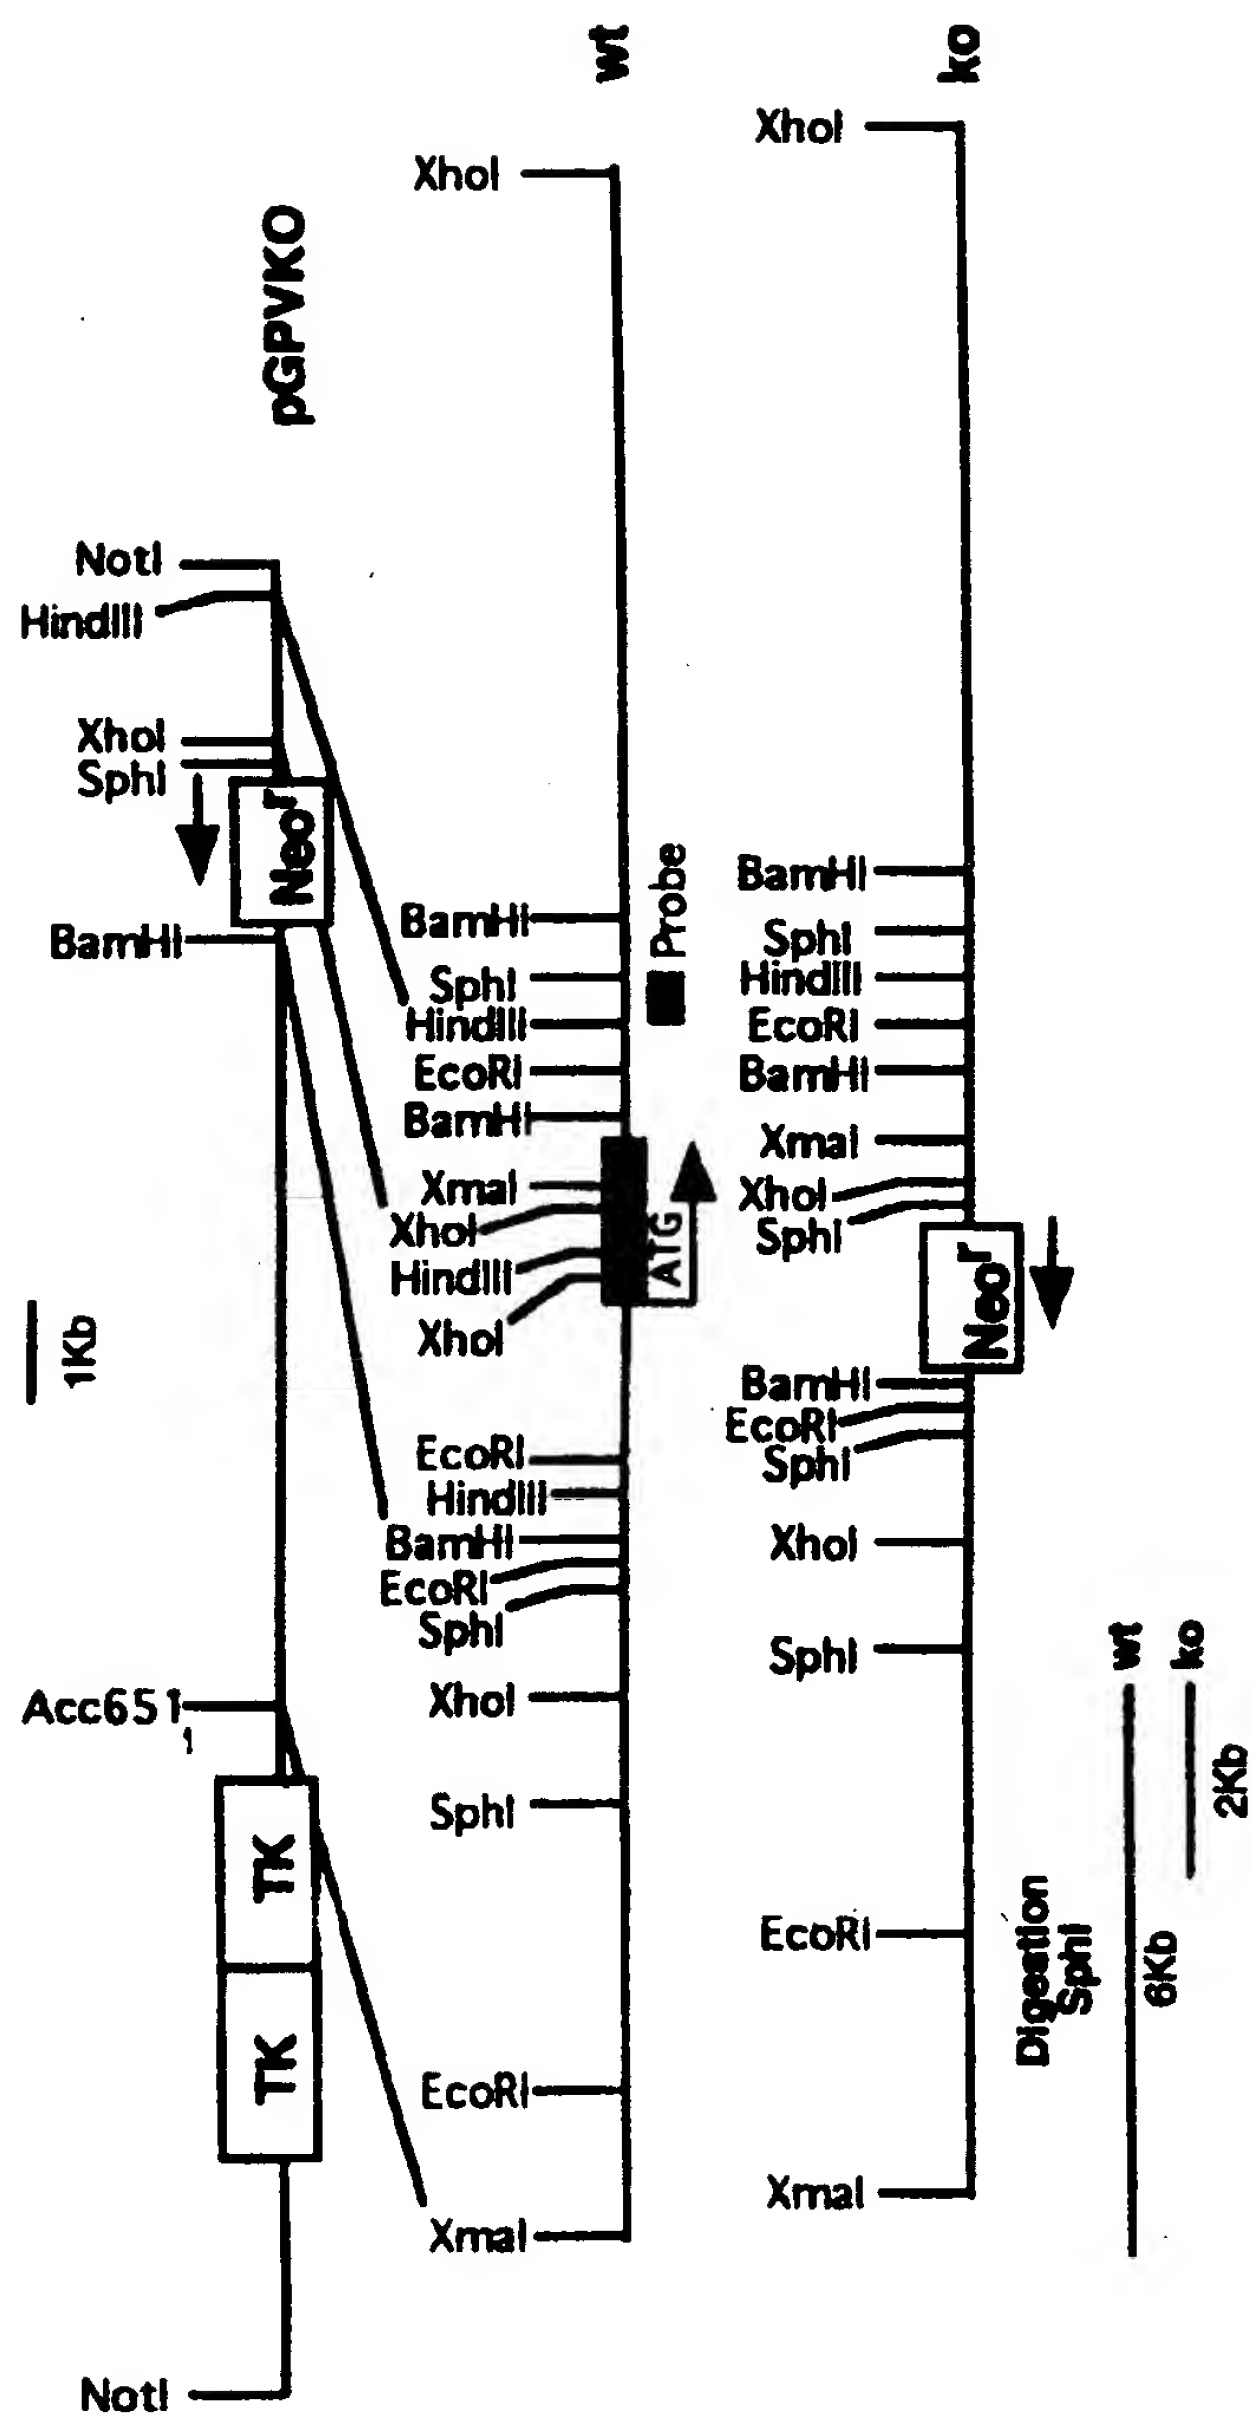 pGPVKO
NotI
HindIII
XhoI
SphI
Neoʳ
BamHI
Acc651
TK
TK
NotI
1Kb
wt
XhoI
BamHI
SphI
HindIII
EcoRI
BamHI
XmaI
XhoI
HindIII
XhoI
EcoRI
HindIII
BamHI
EcoRI
SphI
XhoI
SphI
EcoRI
XmaI
Probe
ATG
ko
XhoI
BamHI
SphI
HindIII
EcoRI
BamHI
XmaI
XhoI
SphI
Neoʳ
BamHI
EcoRI
SphI
XhoI
SphI
EcoRI
XmaI
Digestion
SphI
wt
6Kb
ko
2Kb